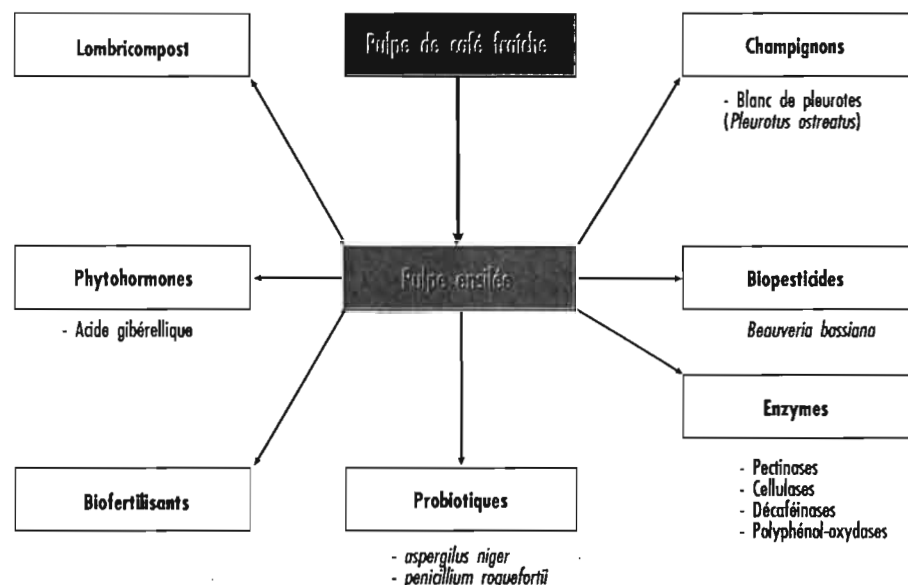 Lombricompost
Pulpe de café fraîche
Champignons
- Blanc de pleurotes
(Pleurotus ostreatus)
Phytohormones
- Acide gibérellique
Pulpe ensilée
Biopesticides
Beauveria bassiana
Enzymes
- Pectinases
- Cellulases
- Décaféinases
- Polyphénol-oxydases
Biofertilisants
Probiotiques
- aspergilus niger
- penicillium roquefortii